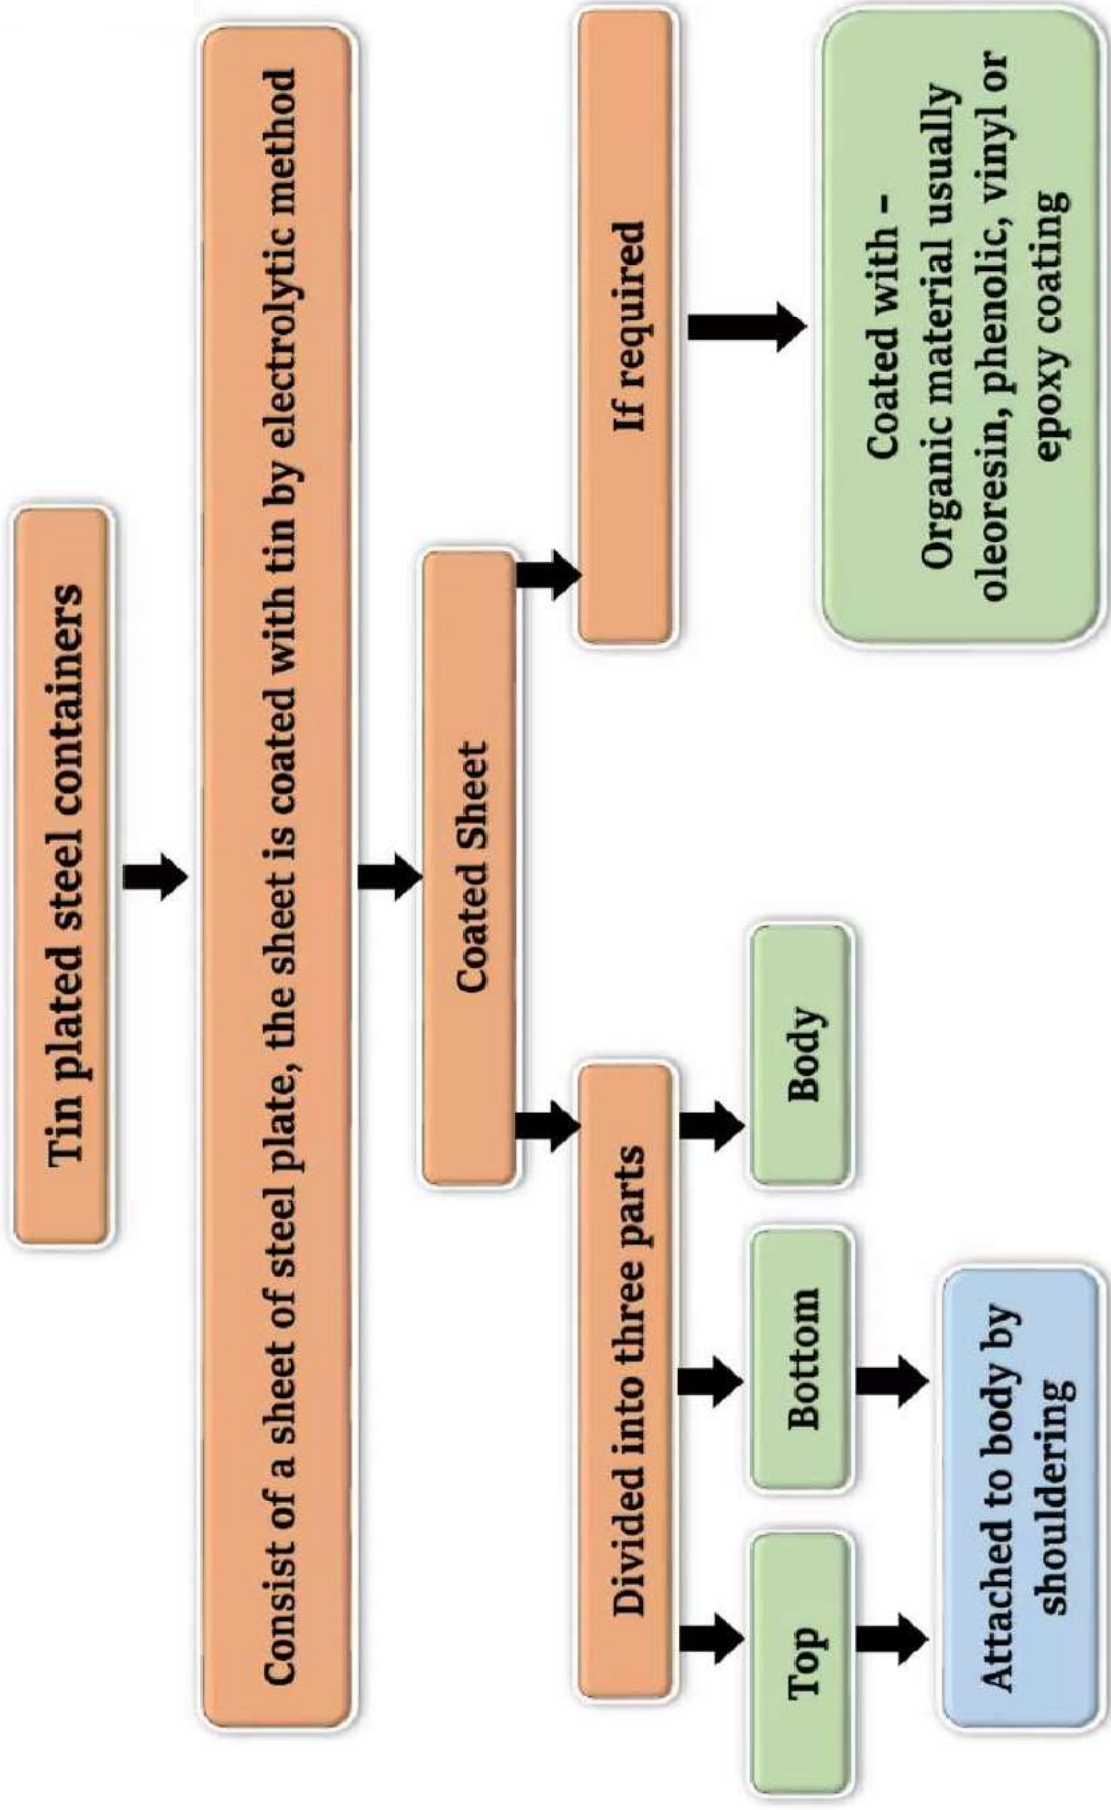 Tin plated steel containers
Consist of a sheet of steel plate, the sheet is coated with tin by electrolytic method
Coated Sheet
Divided into three parts
If required
Top
Bottom
Body
Coated with –
Organic material usually
oleoresin, phenolic, vinyl or
epoxy coating
Attached to body by
shouldering